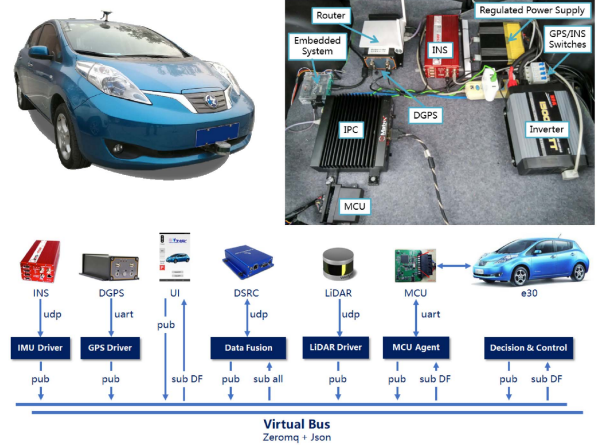 Router
Regulated Power Supply
Embedded
System
INS
GPS/INS
Switches
DGPS
IPC
Inverter
MCU
INS
DGPS
UI
DSRC
LiDAR
MCU
e30
udp
uart
pub
udp
udp
uart
IMU Driver
GPS Driver
Data Fusion
LiDAR Driver
MCU Agent
Decision & Control
pub
pub
sub DF
pub
sub all
pub
pub
sub DF
pub
sub DF
Virtual Bus
Zeromq + Json